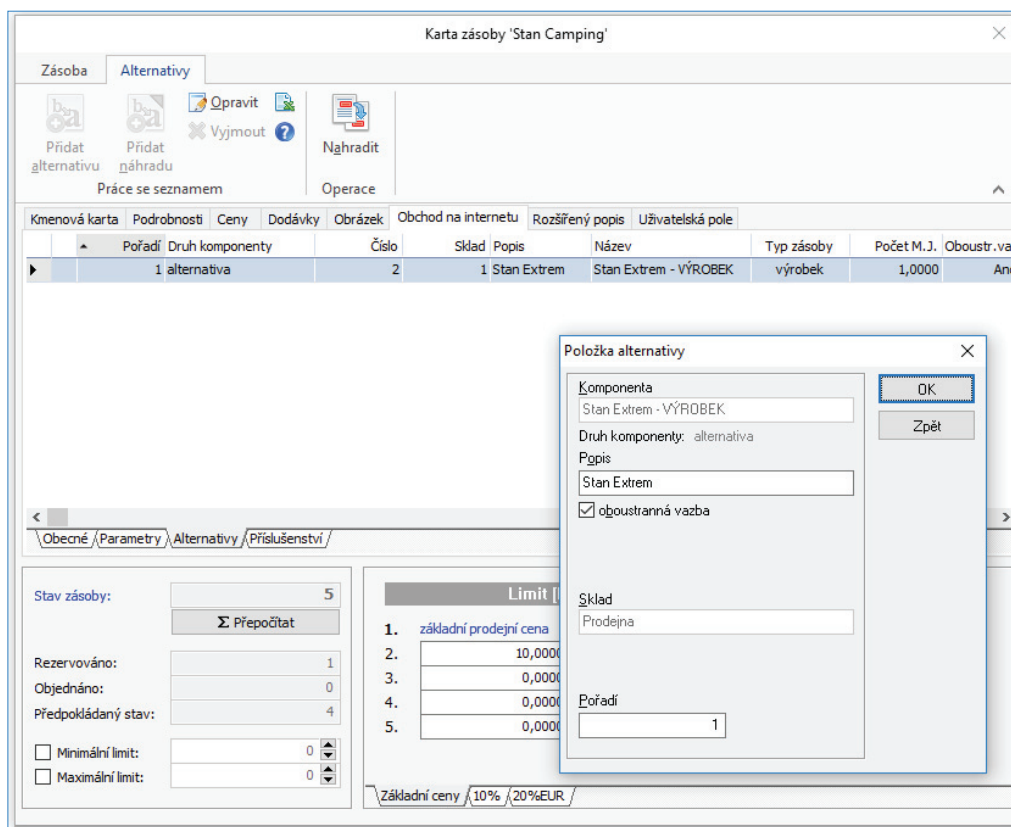 Karta zásoby 'Stan Camping'
Zásoba Alternativy
Přidat alternativu
Přidat náhradu
Opravit
Vyjmout
Nahradit
Práce se seznamem Operace
Kmenová karta Podrobnosti Ceny Dodávky Obrázek Obchod na internetu Rozšířený popis Uživatelská pole
Pořadí Druh komponenty Číslo Sklad Popis Název Typ zásoby Počet M.J. Oboustr.va
1 alternativa 2 1 Stan Extrem Stan Extrem - VÝROBEK výrobek 1,0000 An
Obecné Parametry Alternativy Příslušenství
Stav zásoby: 5
Σ Přepočítat
Rezervováno: 1
Objednáno: 0
Předpokládaný stav: 4
Minimální limit: 0
Maximální limit: 0
Limit [
1. základní prodejní cena
2. 10,0000
3. 0,0000
4. 0,0000
5. 0,0000
Základní ceny 10% 20%EUR
Položka alternativy
Komponenta
Stan Extrem - VÝROBEK
Druh komponenty: alternativa
Popis
Stan Extrem
oboustranná vazba
Sklad
Prodejna
Pořadí
1
OK
Zpět